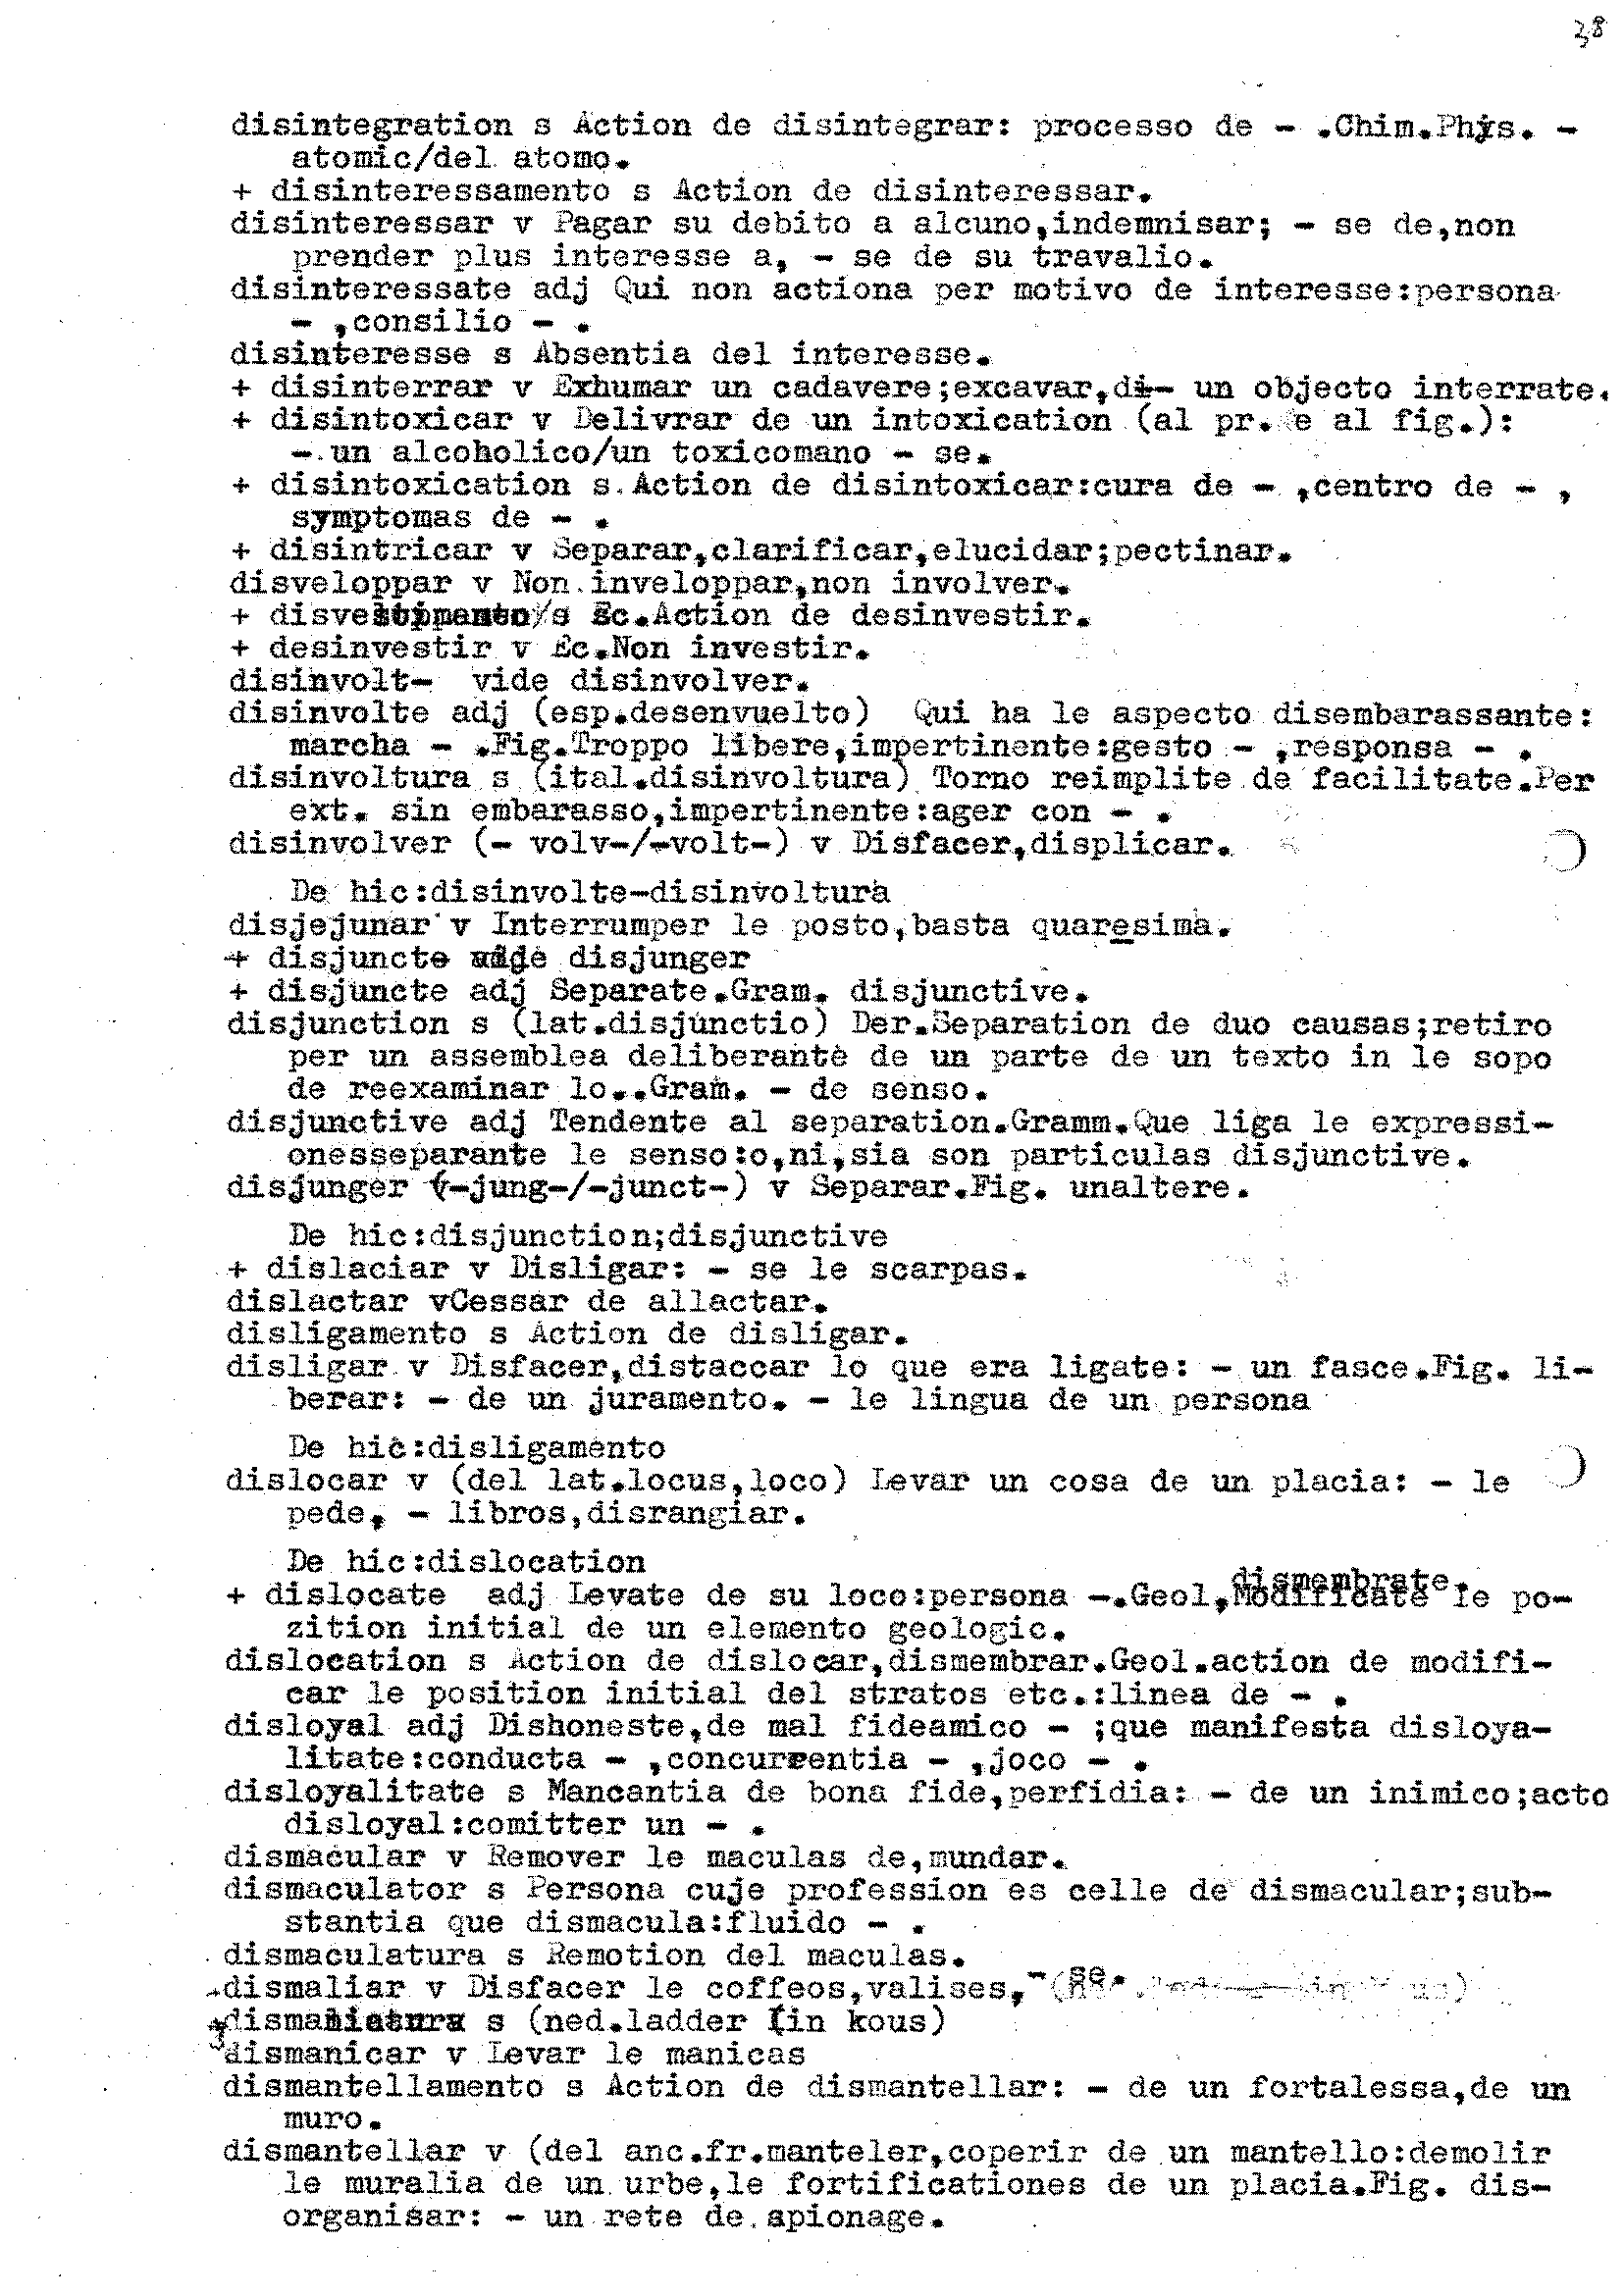 38
disintegration s Action de disintegrar: processo de - .Chim.Phys. -
atomic/del atomo.
+ disinteressamento s Action de disinteressar.
disinteressar v Pagar su debito a alcuno,indemnisar; - se de,non
prender plus interesse a, - se de su travalio.
disinteressate adj Qui non actiona per motivo de interesse:persona
- ,consilio - .
disinteresse s Absentia del interesse.
+ disinterrar v Exhumar un cadavere;excavar,di- un objecto interrate.
+ disintoxicar v Delivrar de un intoxication (al pr. e al fig.):
- un alcoholico/un toxicomano - se.
+ disintoxication s.Action de disintoxicar:cura de - ,centro de - ,
symptomas de - .
+ disintricar v Separar,clarificar,elucidar;pectinar.
disveloppar v Non inveloppar,non involver.
+ s Ec.Action de desinvestir.
+ desinvestir v Ec.Non investir.
disinvolt- vide disinvolver.
disinvolte adj (esp.desenvuelto) Qui ha le aspecto disembarassante:
marcha - .Fig.Troppo libere,impertinente:gesto - ,responsa - .
disinvoltura s (ital.disinvoltura) Torno reimplite de facilitate.Per
ext. sin embarasso,impertinente:ager con - .
disinvolver (- volv-/-volt-) v Disfacer,displicar.
De hic:disinvolte-disinvoltura
disjejunar v Interrumper le posto,basta quaresima.
+ disjuncte vide disjunger
+ disjuncte adj Separate.Gram. disjunctive.
disjunction s (lat.disjunctio) Der.Separation de duo causas;retiro
per un assemblea deliberante de un parte de un texto in le sopo
de reexaminar lo..Gram. - de senso.
disjunctive adj Tendente al separation.Gramm.Que liga le expressi-
onesseparante le senso:o,ni,sia son particulas disjunctive.
disjunger (-jung-/-junct-) v Separar.Fig. unaltere.
De hic:disjunction;disjunctive
+ dislaciar v Disligar: - se le scarpas.
dislactar vCessar de allactar.
disligamento s Action de disligar.
disligar v Disfacer,distaccar lo que era ligate: - un fasce.Fig. li-
berar: - de un juramento. - le lingua de un persona
De hic:disligamento
dislocar v (del lat.locus,loco) Levar un cosa de un placia: - le
pede, - libros,disrangiar.
De hic:dislocation
dismembrate.
+ dislocate adj Levate de su loco:persona -.Geol,Modificate le po-
zition initial de un elemento geologic.
dislocation s Action de dislocar,dismembrar.Geol.action de modifi-
car le position initial del stratos etc.:linea de - .
disloyal adj Dishoneste,de mal fideamico - ;que manifesta disloya-
litate:conducta - ,concurrentia - ,joco - .
disloyalitate s Mancantia de bona fide,perfidia: - de un inimico;acto
disloyal:comitter un - .
dismacular v Remover le maculas de,mundar.
dismaculator s Persona cuje profession es celle de dismacular;sub-
stantia que dismacula:fluido - .
dismaculatura s Remotion del maculas.
dismaliar v Disfacer le coffeos,valises, - se.
s (ned.ladder (in kous)
dismanicar v Levar le manicas
dismantellamento s Action de dismantellar: - de un fortalessa,de un
muro.
dismantellar v (del anc.fr.manteler,coperir de un mantello:demolir
le muralia de un urbe,le fortificationes de un placia.Fig. dis-
organisar: - un rete de spionage.